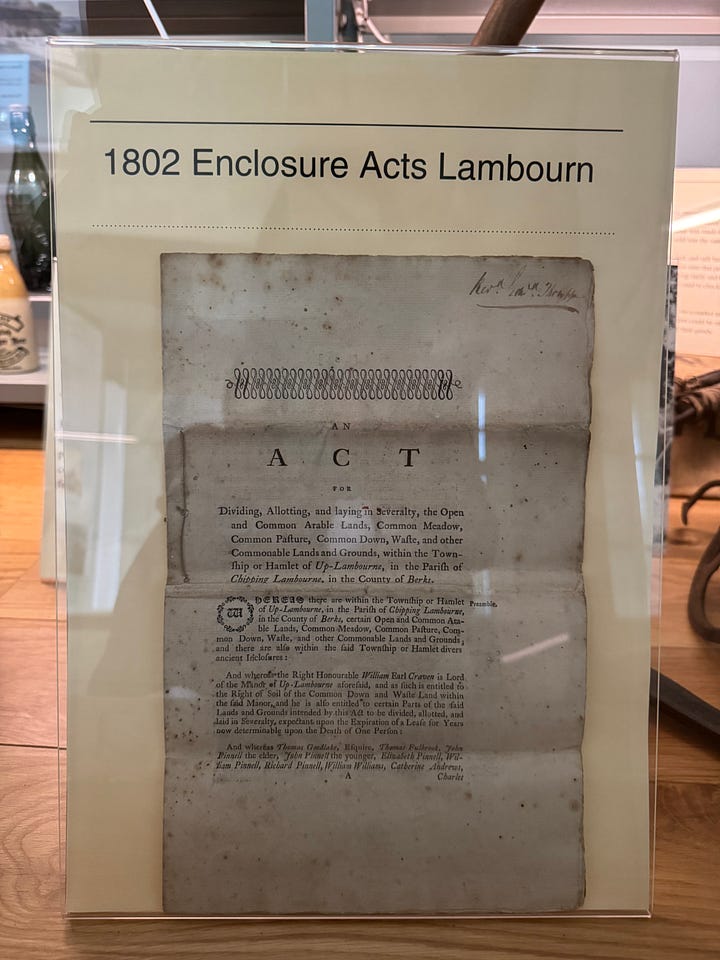 1802 Enclosure Acts Lambourn
AN
ACT
FOR
Dividing, Allotting, and laying in Severalty, the Open
and Common Arable Lands, Common Meadow,
Common Paſture, Common Down, Waſte, and other
Commonable Lands and Grounds, within the Town-
ſhip or Hamlet of Up-Lambourne, in the Pariſh of
Chipping Lambourne, in the County of Berks.
WHEREAS there are within the Townſhip or Hamlet
Preamble.
of Up-Lambourne, in the Pariſh of Chipping Lambourne,
in the County of Berks, certain Open and Common Ara-
ble Lands, Common Meadow, Common Paſture, Com-
mon Down, Waſte, and other Commonable Lands and Grounds,
and there are alſo within the ſaid Townſhip or Hamlet divers
ancient Incloſures:
And whereas the Right Honourable William Earl Craven is Lord
of the Manor of Up-Lambourne aforeſaid, and as ſuch is entitled to
the Right of Soil of the Common Down and Waſte Land within
the ſaid Manor, and he is alſo entitled to certain Parts of the ſaid
Lands and Grounds intended by this Act to be divided, allotted, and
laid in Severalty, expectant upon the Expiration of a Leaſe for Years
now determinable upon the Death of One Perſon:
And whereas Thomas Goodlake, Eſquire, Thomas Fulbrook, John
Pinnell the elder, John Pinnell the younger, Elizabeth Pinnell, Wil-
liam Pinnell, Richard Pinnell, William Williams, Catherine Andrews,
A
Charles